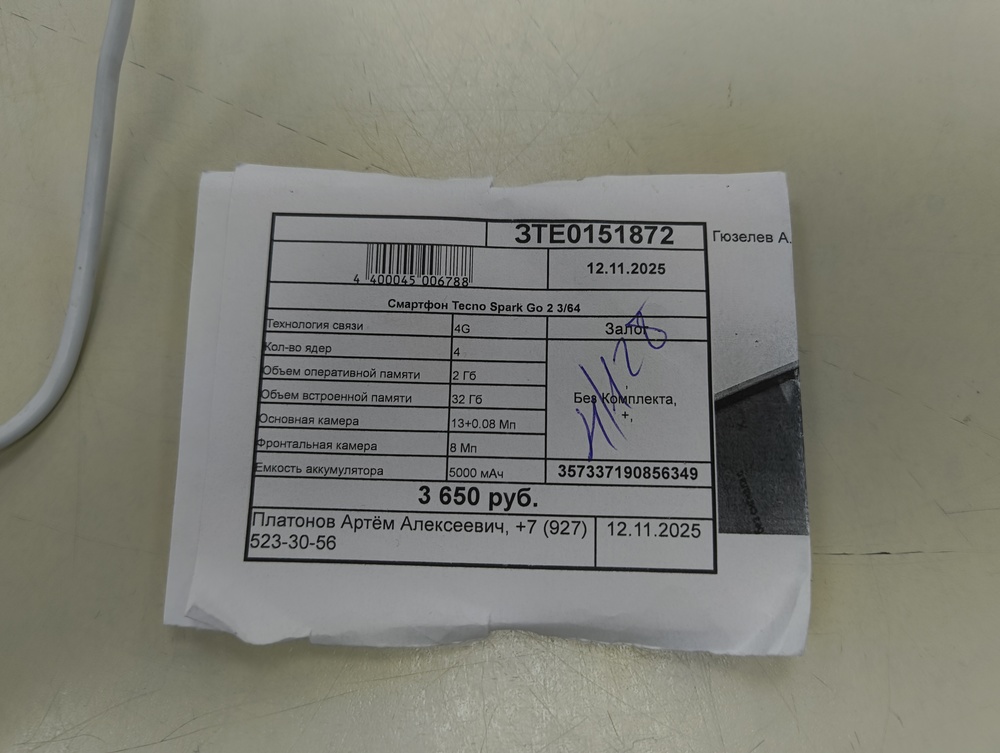 ЗТЕ0151872
Гюзелев А.
4 400045 006788
12.11.2025
Смартфон Tecno Spark Go 2 3/64
Технология связи 4G
Залог
Кол-во ядер 4
Объем оперативной памяти 2 Гб
Объем встроенной памяти 32 Гб
Без Комплекта,
+,
Основная камера 13+0.08 Мп
Фронтальная камера 8 Мп
Емкость аккумулятора 5000 мАч
357337190856349
3 650 руб.
Платонов Артём Алексеевич, +7 (927)
523-30-56
12.11.2025